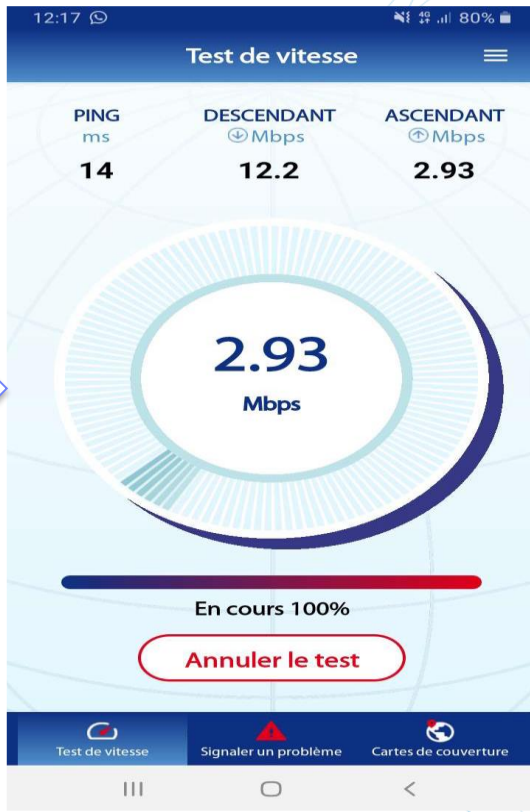 12:17 4G 80%
Test de vitesse
PING DESCENDANT ASCENDANT
ms Mbps Mbps
14 12.2 2.93
2.93
Mbps
En cours 100%
Annuler le test
Test de vitesse Signaler un problème Cartes de couverture